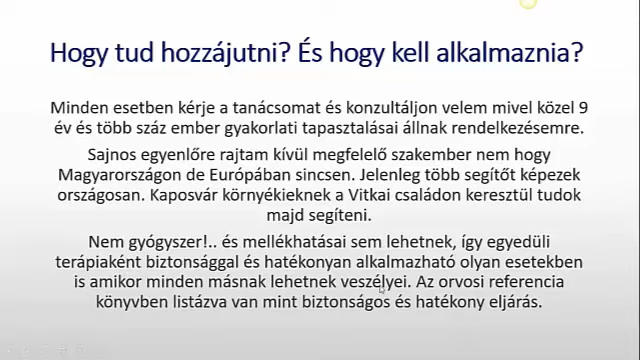 Hogy tud hozzájutni? És hogy kell alkalmaznia?
Minden esetben kérje a tanácsomat és konzultáljon velem mivel közel 9
év és több száz ember gyakorlati tapasztalásai állnak rendelkezésemre.
Sajnos egyenlőre rajtam kívül megfelelő szakember nem hogy
Magyarországon de Európában sincsen. Jelenleg több segítőt képezek
országosan. Kaposvár környékieknek a Vitkai családon keresztül tudok
majd segíteni.
Nem gyógyszer!.. és mellékhatásai sem lehetnek, így egyedüli
terápiaként biztonsággal és hatékonyan alkalmazható olyan esetekben
is amikor minden másnak lehetnek veszélyei. Az orvosi referencia
könyvben listázva van mint biztonságos és hatékony eljárás.